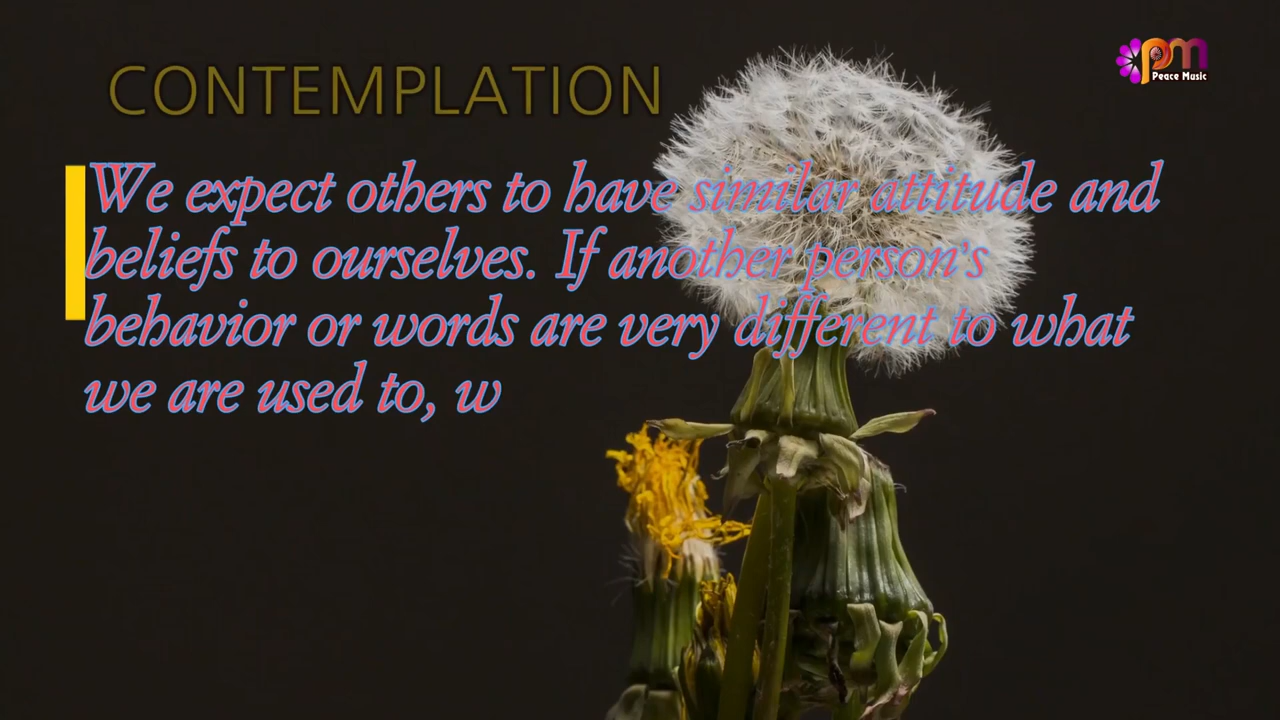 CONTEMPLATION
pm
Peace Music
We expect others to have similar attitude and
beliefs to ourselves. If another person's
behavior or words are very different to what
we are used to, w